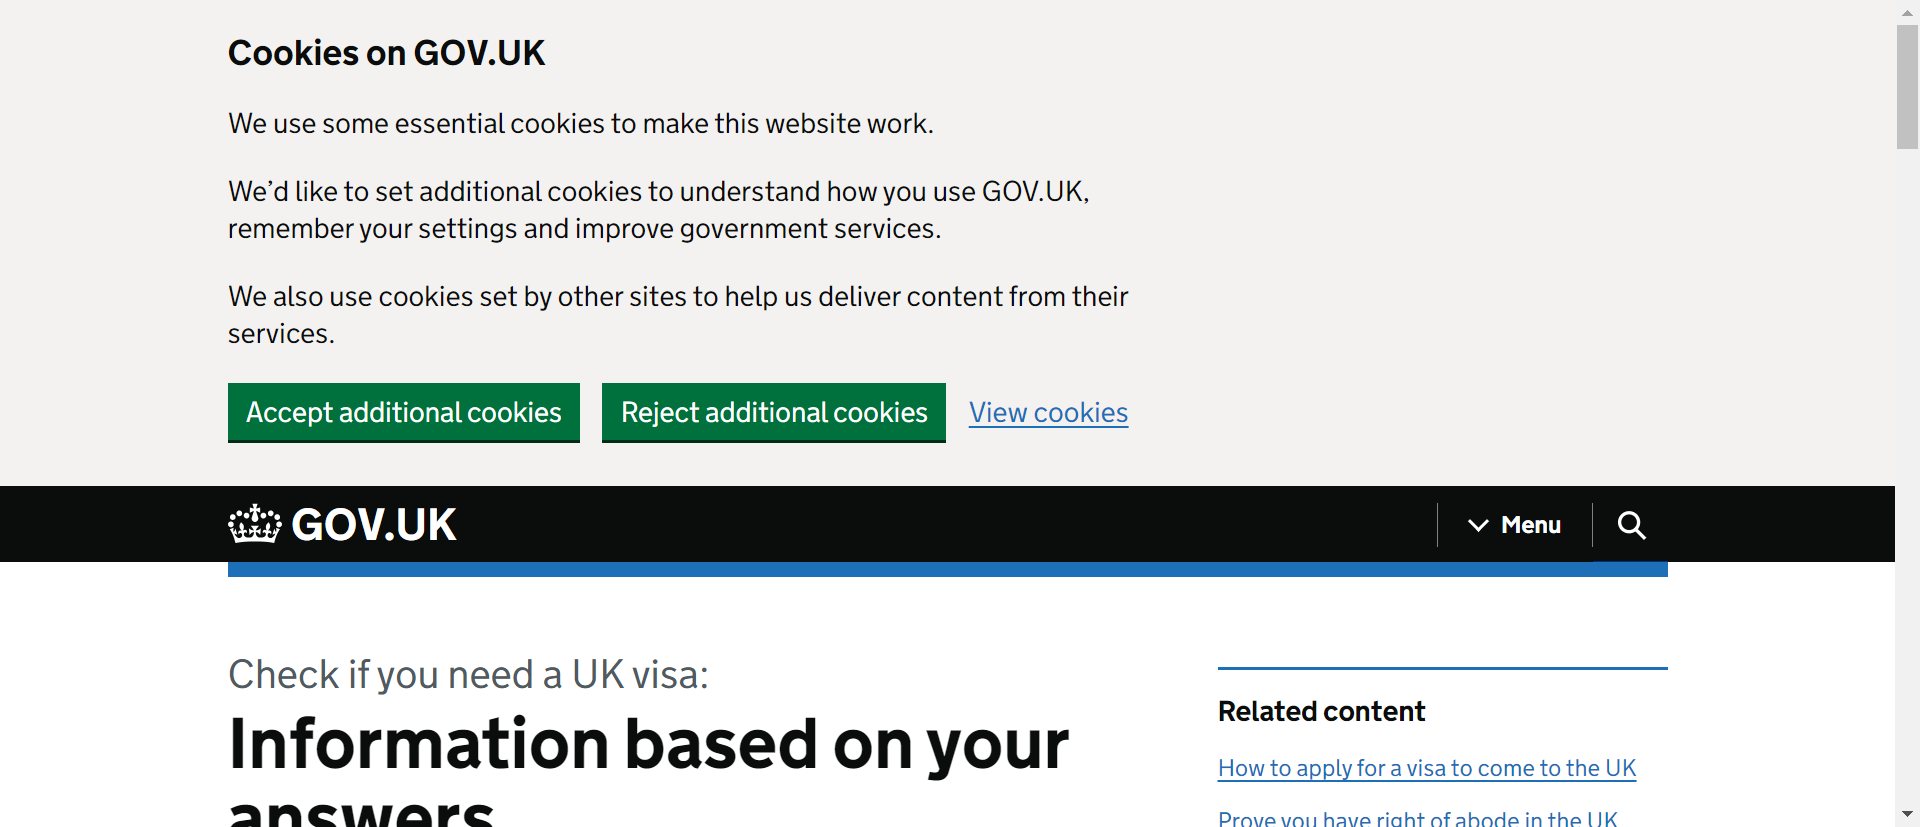 Cookies on GOV.UK
We use some essential cookies to make this website work.
We’d like to set additional cookies to understand how you use GOV.UK,
remember your settings and improve government services.
We also use cookies set by other sites to help us deliver content from their
services.
Accept additional cookies Reject additional cookies View cookies
GOV.UK Menu
Check if you need a UK visa:
Information based on your
answers
Related content
How to apply for a visa to come to the UK
Prove you have right of abode in the UK